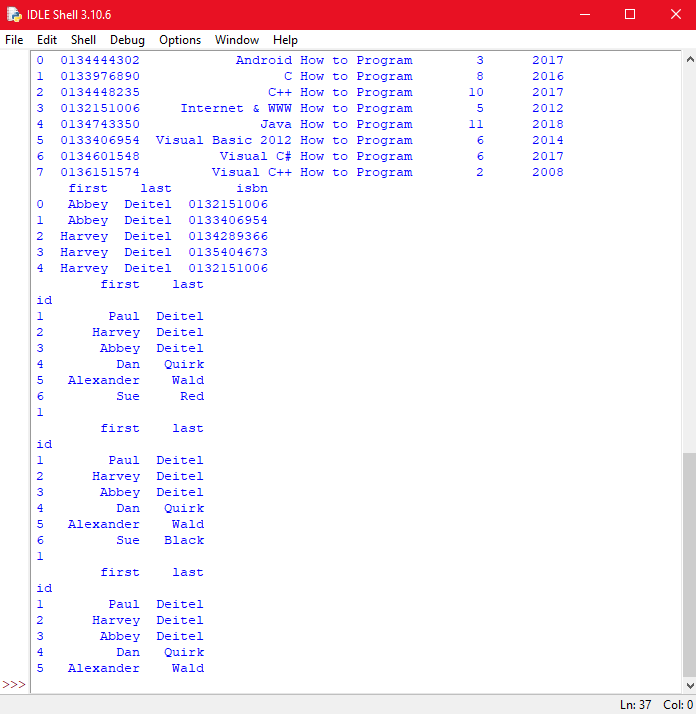 IDLE Shell 3.10.6
File Edit Shell Debug Options Window Help
0  0134444302            Android How to Program        3      2017
1  0133976890                  C How to Program        8      2016
2  0134448235                C++ How to Program       10      2017
3  0132151006     Internet & WWW How to Program        5      2012
4  0134743350               Java How to Program       11      2018
5  0133406954  Visual Basic 2012 How to Program        6      2014
6  0134601548          Visual C# How to Program        6      2017
7  0136151574         Visual C++ How to Program        2      2008
    first    last        isbn
0   Abbey  Deitel  0132151006
1   Abbey  Deitel  0133406954
2  Harvey  Deitel  0134289366
3  Harvey  Deitel  0135404673
4  Harvey  Deitel  0132151006
        first    last
id
1        Paul  Deitel
2      Harvey  Deitel
3       Abbey  Deitel
4         Dan   Quirk
5   Alexander    Wald
6         Sue     Red
1
        first    last
id
1        Paul  Deitel
2      Harvey  Deitel
3       Abbey  Deitel
4         Dan   Quirk
5   Alexander    Wald
6         Sue   Black
1
        first    last
id
1        Paul  Deitel
2      Harvey  Deitel
3       Abbey  Deitel
4         Dan   Quirk
5   Alexander    Wald
>>>
Ln: 37 Col: 0